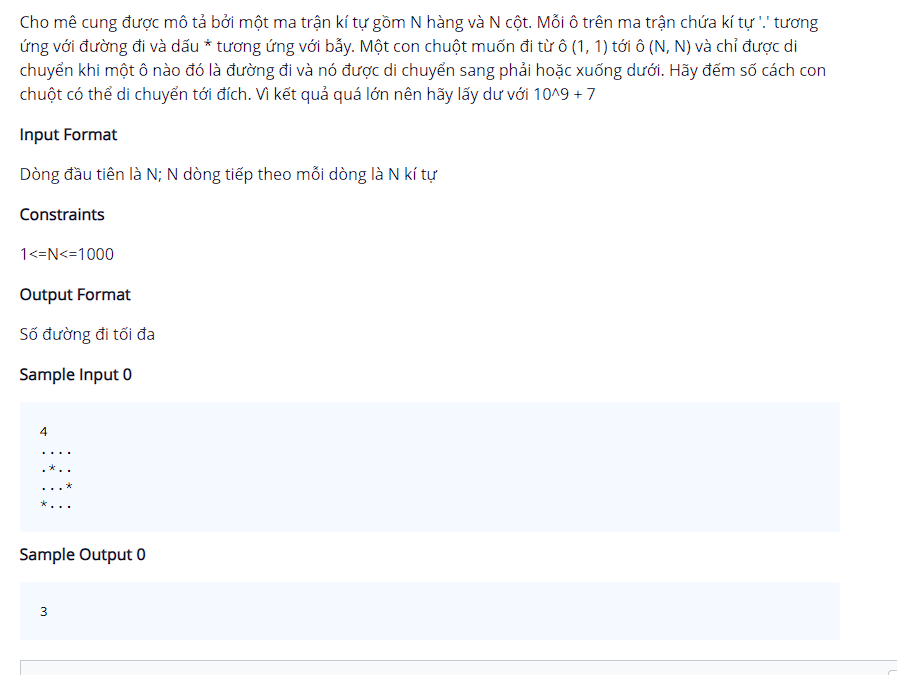 Cho mê cung được mô tả bởi một ma trận kí tự gồm N hàng và N cột. Mỗi ô trên ma trận chứa kí tự '.' tương
ứng với đường đi và dấu * tương ứng với bẫy. Một con chuột muốn đi từ ô (1, 1) tới ô (N, N) và chỉ được di
chuyển khi một ô nào đó là đường đi và nó được di chuyển sang phải hoặc xuống dưới. Hãy đếm số cách con
chuột có thể di chuyển tới đích. Vì kết quả quá lớn nên hãy lấy dư với 10^9 + 7
Input Format
Dòng đầu tiên là N; N dòng tiếp theo mỗi dòng là N kí tự
Constraints
1<=N<=1000
Output Format
Số đường đi tối đa
Sample Input 0
4
....
.*..
...*
*...
Sample Output 0
3